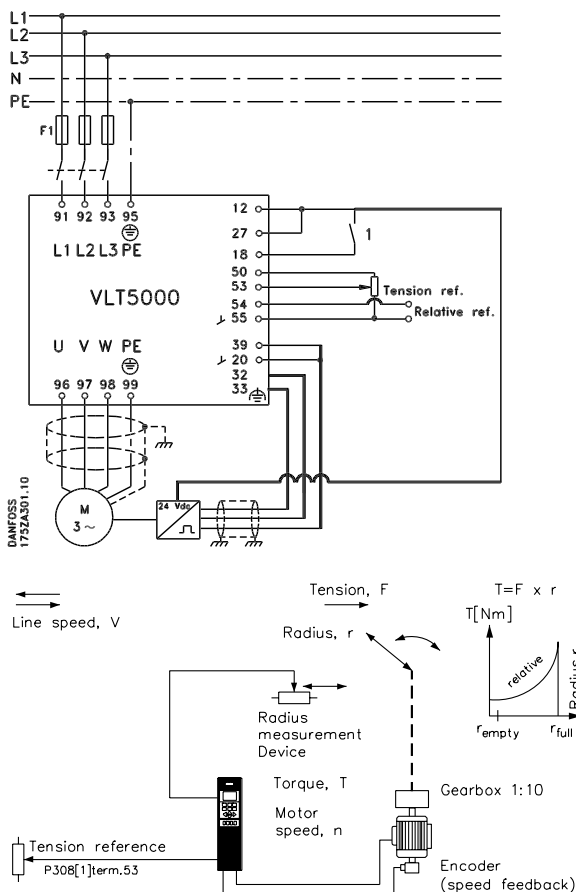 L1
L2
L3
N
PE
F1
91 92 93 95
L1 L2 L3 PE
VLT5000
U V W PE
96 97 98 99
12
27
18
50
53
54
55
39
20
32
33
1
Tension ref.
Relative ref.
M
3 ~
24 Vdc
DANFOSS
175ZA301.10
Line speed, V
Tension, F
Radius, r
T=F x r
T[Nm]
relative
Radius r
r empty
r full
Radius
measurement
Device
Torque, T
Motor
speed, n
Gearbox 1:10
Tension reference
P308[1]term.53
Encoder
(speed feedback)